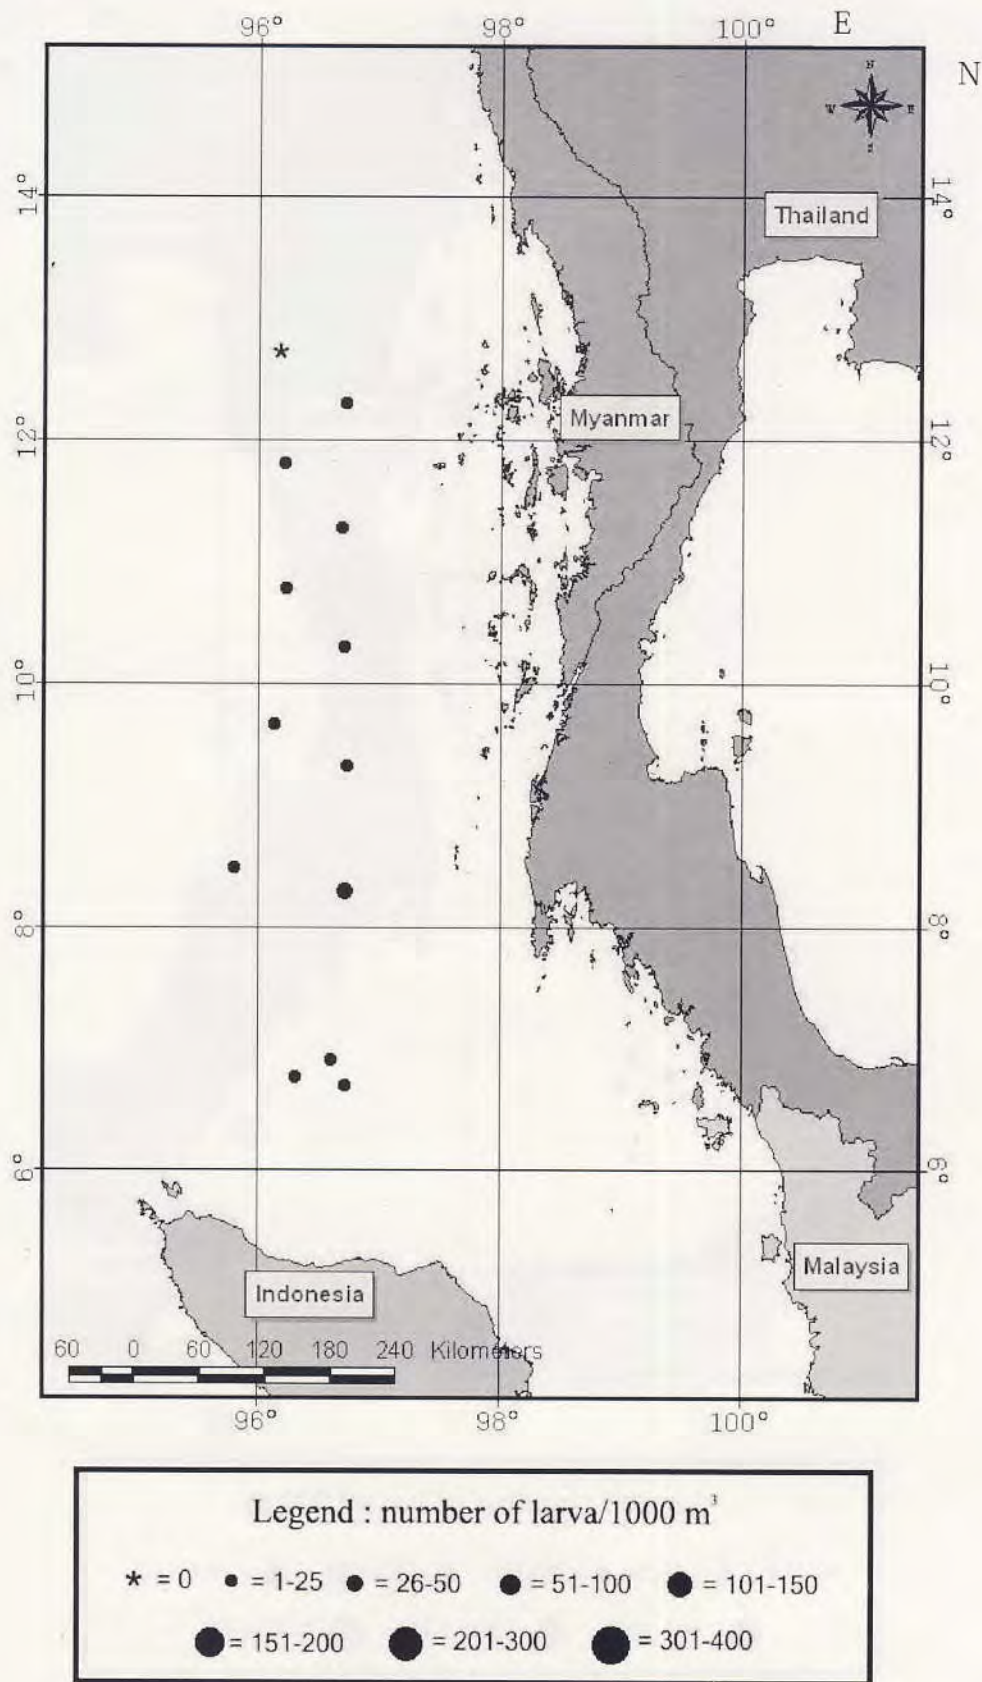 96° 98° 100° E
N
N
W E
S
14° 14°
Thailand
Myanmar
12° 12°
10° 10°
8° 8°
6° 6°
Malaysia
Indonesia
60 0 60 120 180 240 Kilometers
96° 98° 100°
Legend : number of larva/1000 m³
* = 0 ● = 1-25 ● = 26-50 ● = 51-100 ● = 101-150
● = 151-200 ● = 201-300 ● = 301-400